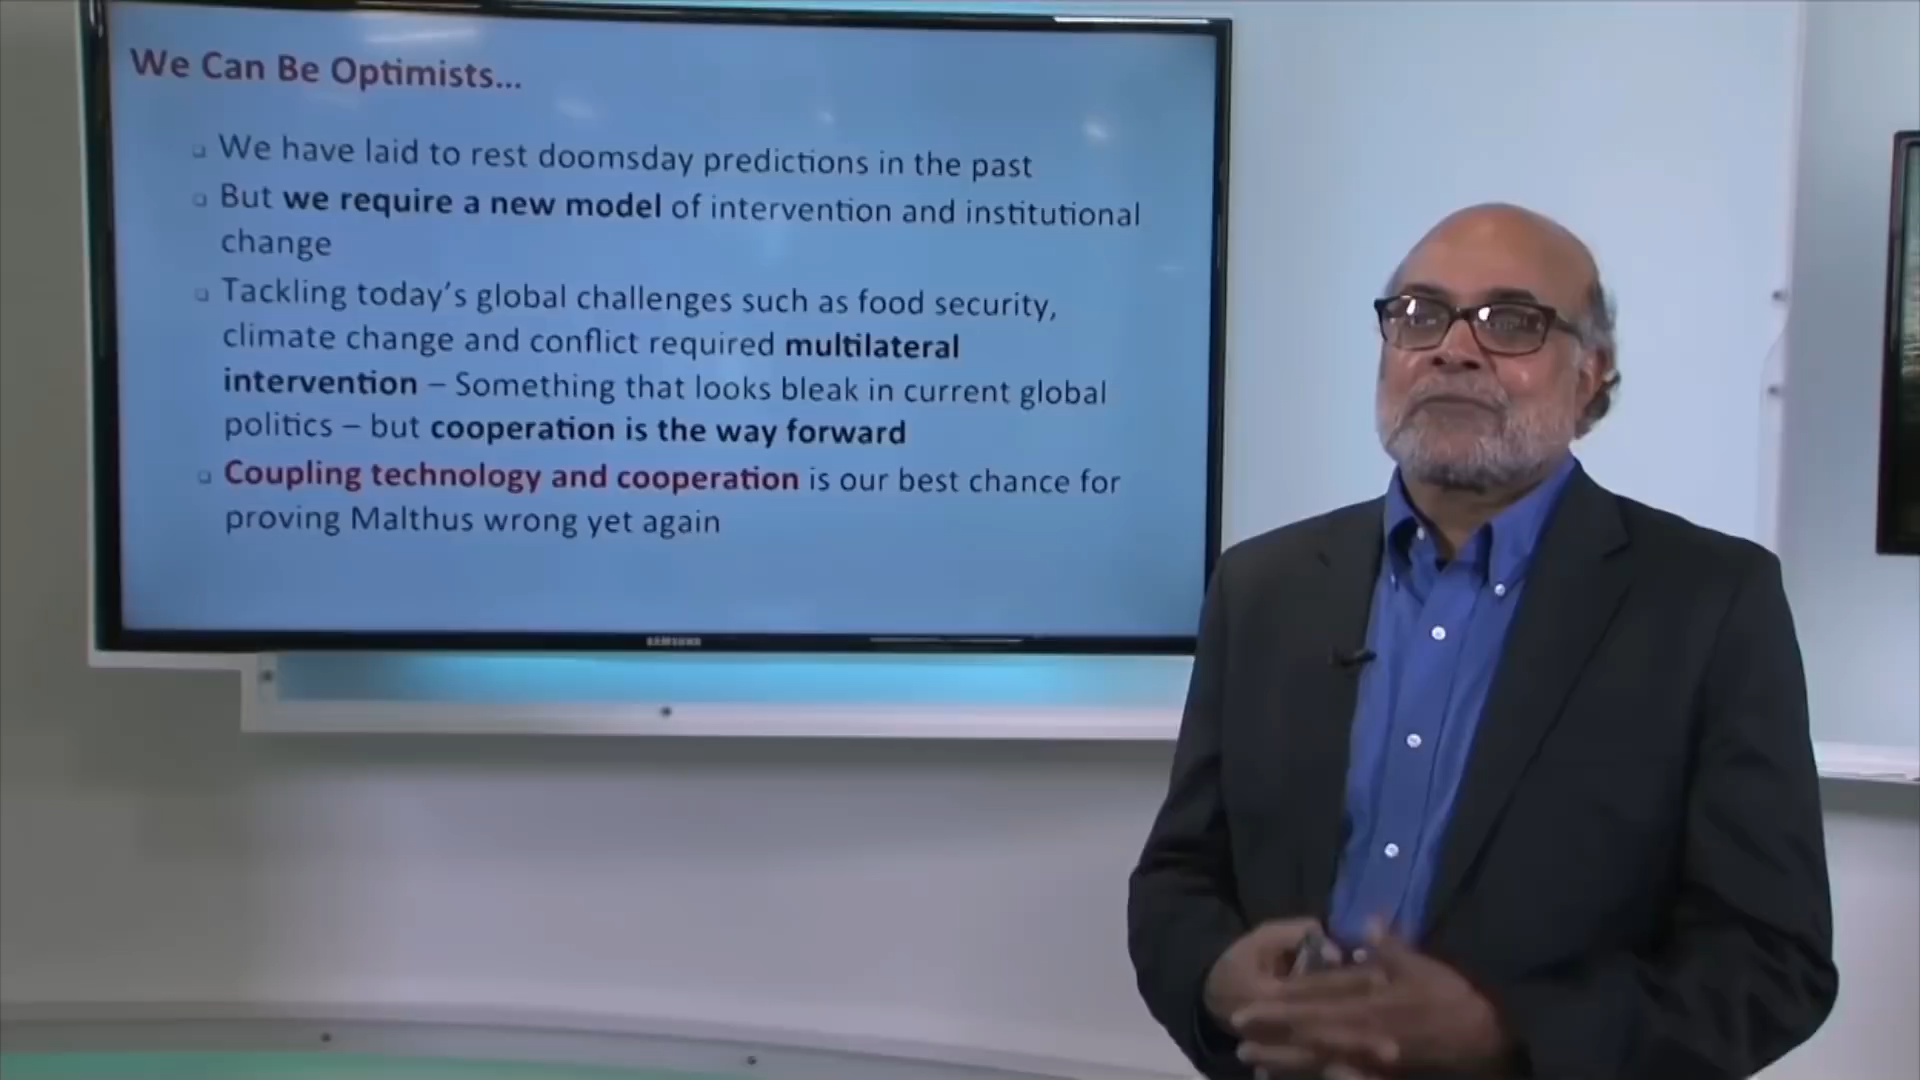 We Can Be Optimists...
We have laid to rest doomsday predictions in the past
But we require a new model of intervention and institutional
change
Tackling today's global challenges such as food security,
climate change and conflict required multilateral
intervention – Something that looks bleak in current global
politics – but cooperation is the way forward
Coupling technology and cooperation is our best chance for
proving Malthus wrong yet again
SAMSUNG